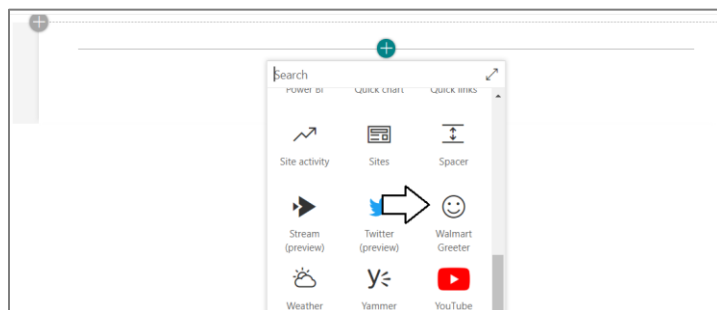 Search
Power BI Quick chart Quick links
Site activity Sites Spacer
Stream Twitter Walmart
(preview) (preview) Greeter
Weather Yammer YouTube